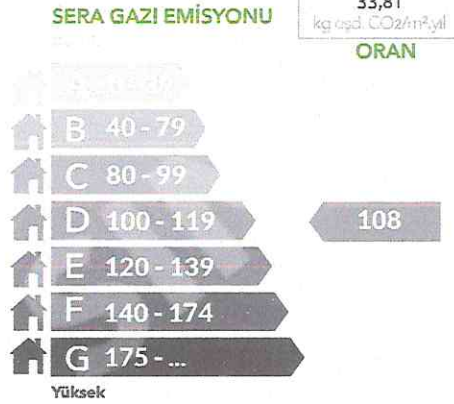 SERA GAZI EMİSYONU
33,81
kg eşd. CO2/m².yıl
ORAN
A
B 40 - 79
C 80 - 99
D 100 - 119
108
E 120 - 139
F 140 - 174
G 175 - ...
Yüksek